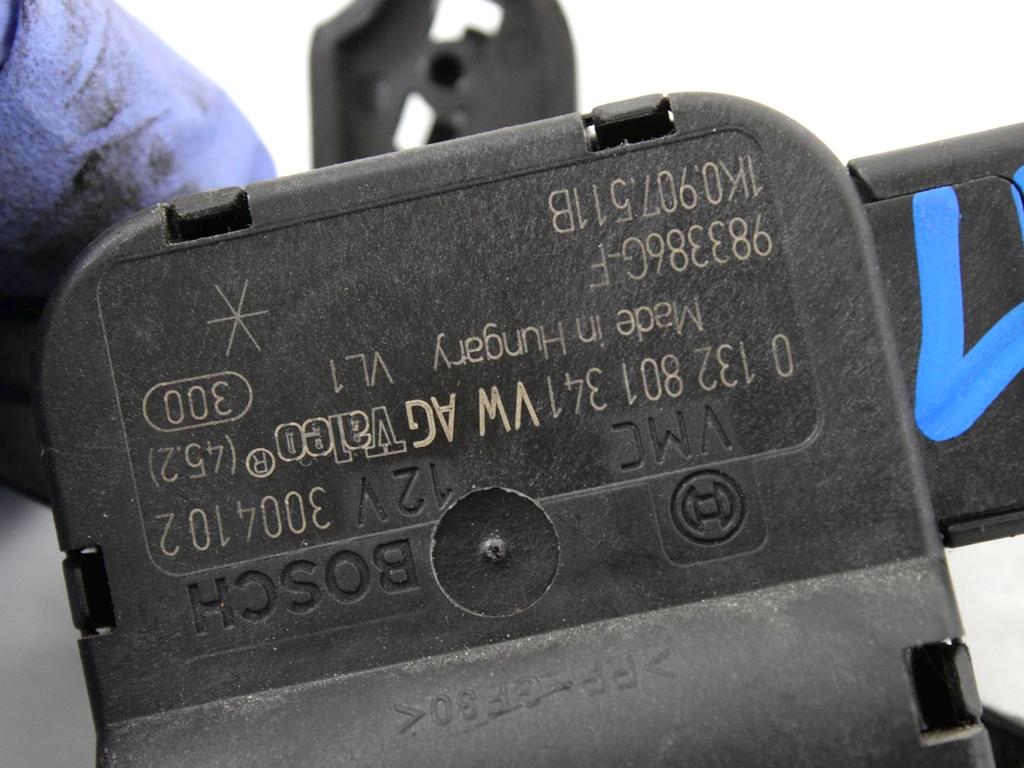 BOSCH
VMC 12V
0 132 801 341 VW AG Valeo® (45.2)
3004102
Made in Hungary VL1
300
983386G-F
1K0.907.511B
>PP-GF30<